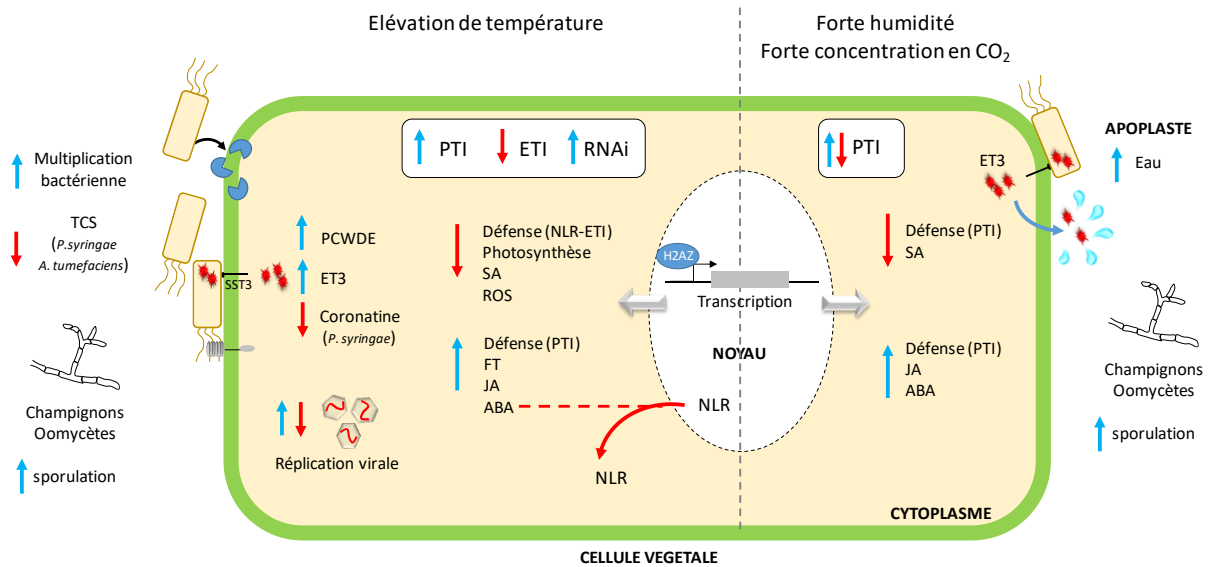 Elévation de température
Forte humidité
Forte concentration en CO₂
Multiplication
bactérienne
TCS
(P.syringae
A. tumefaciens)
Champignons
Oomycètes
sporulation
SST3
PCWDE
ET3
Coronatine
(P. syringae)
Réplication virale
PTI
ETI
RNAi
Défense (NLR-ETI)
Photosynthèse
SA
ROS
Défense (PTI)
FT
JA
ABA
NLR
H2AZ
Transcription
NOYAU
NLR
PTI
Défense (PTI)
SA
Défense (PTI)
JA
ABA
ET3
APOPLASTE
Eau
Champignons
Oomycètes
sporulation
CYTOPLASME
CELLULE VEGETALE